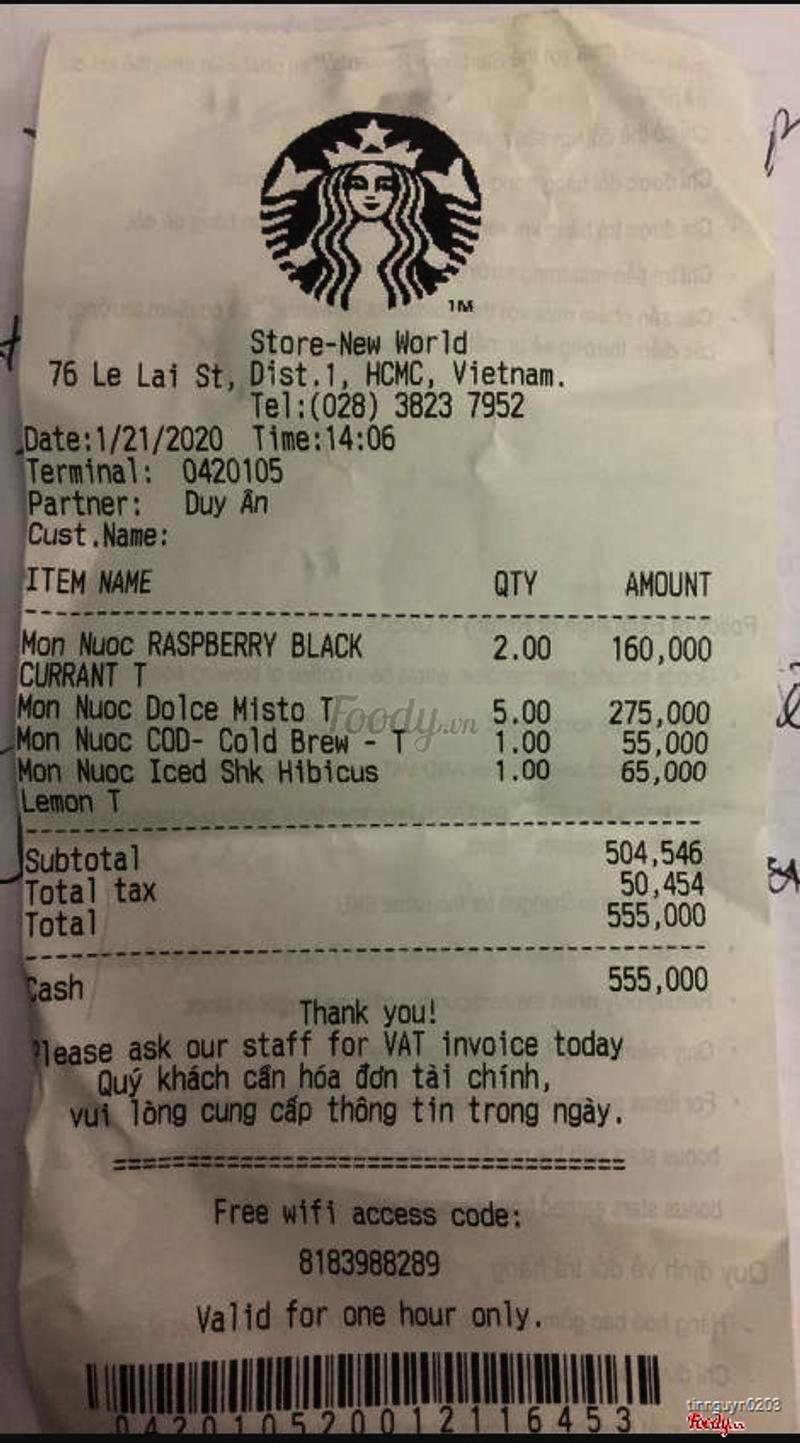 TM
Store-New World
76 Le Lai St, Dist.1, HCMC, Vietnam.
Tel:(028) 3823 7952
Date:1/21/2020 Time:14:06
Terminal: 0420105
Partner: Duy Ân
Cust.Name:
ITEM NAME QTY AMOUNT
Mon Nuoc RASPBERRY BLACK 2.00 160,000
CURRANT T
Mon Nuoc Dolce Misto T 5.00 275,000
Foody.vn
Mon Nuoc COD- Cold Brew - T 1.00 55,000
Mon Nuoc Iced Shk Hibicus 1.00 65,000
Lemon T
Subtotal 504,546
Total tax 50,454
Total 555,000
Cash 555,000
Thank you!
Please ask our staff for VAT invoice today
Quý khách cần hóa đơn tài chính,
vui lòng cung cấp thông tin trong ngày.
Free wifi access code:
8183988289
Valid for one hour only.
042010520012116453
tinnguyn0203
Foody.vn